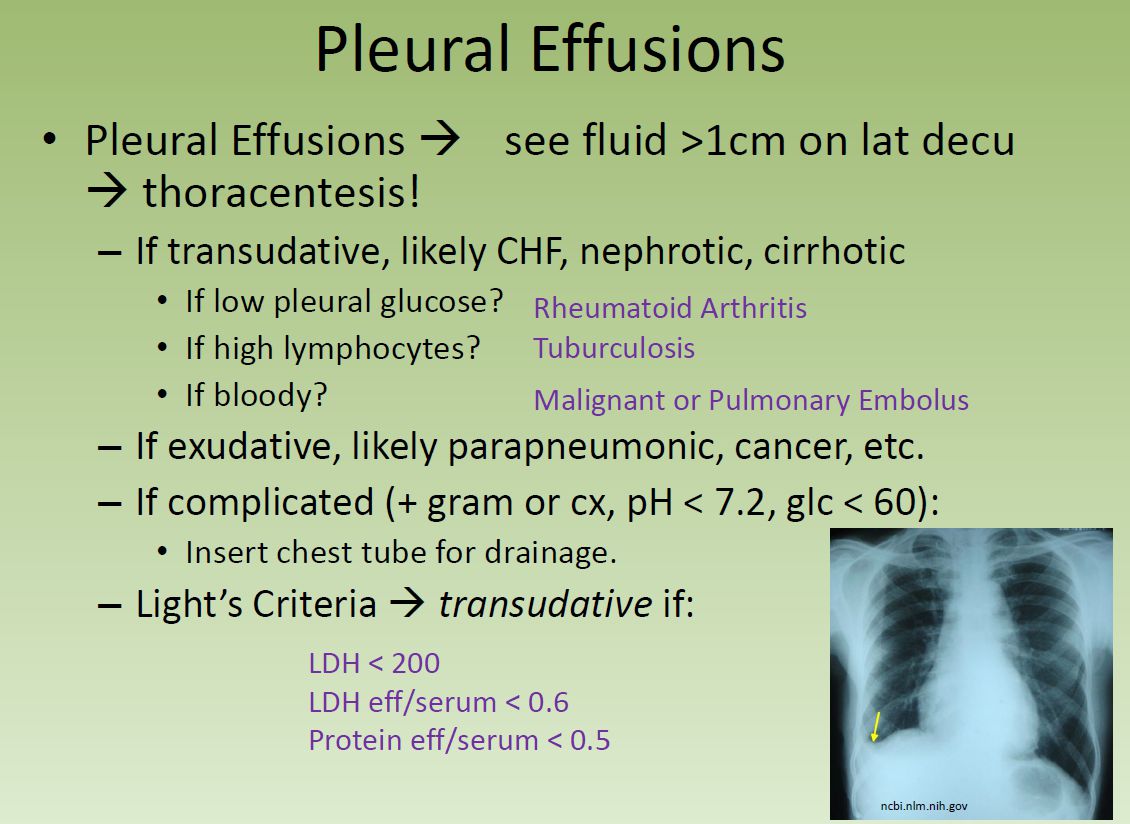 Pleural Effusions
• Pleural Effusions → see fluid >1cm on lat decu
→ thoracentesis!
– If transudative, likely CHF, nephrotic, cirrhotic
• If low pleural glucose? Rheumatoid Arthritis
• If high lymphocytes? Tuburculosis
• If bloody? Malignant or Pulmonary Embolus
– If exudative, likely parapneumonic, cancer, etc.
– If complicated (+ gram or cx, pH < 7.2, glc < 60):
• Insert chest tube for drainage.
– Light’s Criteria → transudative if:
LDH < 200
LDH eff/serum < 0.6
Protein eff/serum < 0.5
ncbi.nlm.nih.gov